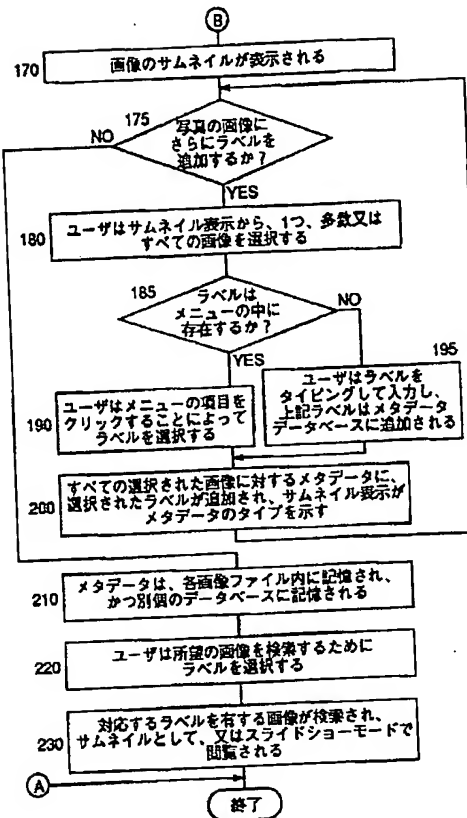 B
170
画像のサムネイルが表示される
175
NO
写真の画像に
さらにラベルを
追加するか?
YES
180
ユーザはサムネイル表示から、1つ、多数又は
すべての画像を選択する
185
ラベルは
メニューの中に
存在するか?
NO
YES
195
190
ユーザはメニューの項目を
クリックすることによって
ラベルを選択する
ユーザはラベルを
タイピングして入力し、
上記ラベルはメタデータ
データベースに追加される
200
すべての選択された画像に対するメタデータに、
選択されたラベルが追加され、サムネイル表示が
メタデータのタイプを示す
210
メタデータは、各画像ファイル内に記憶され、
かつ別個のデータベースに記憶される
220
ユーザは所望の画像を検索するために
ラベルを選択する
230
対応するラベルを有する画像が検索され、
サムネイルとして、又はスライドショーモードで
閲覧される
A
終了